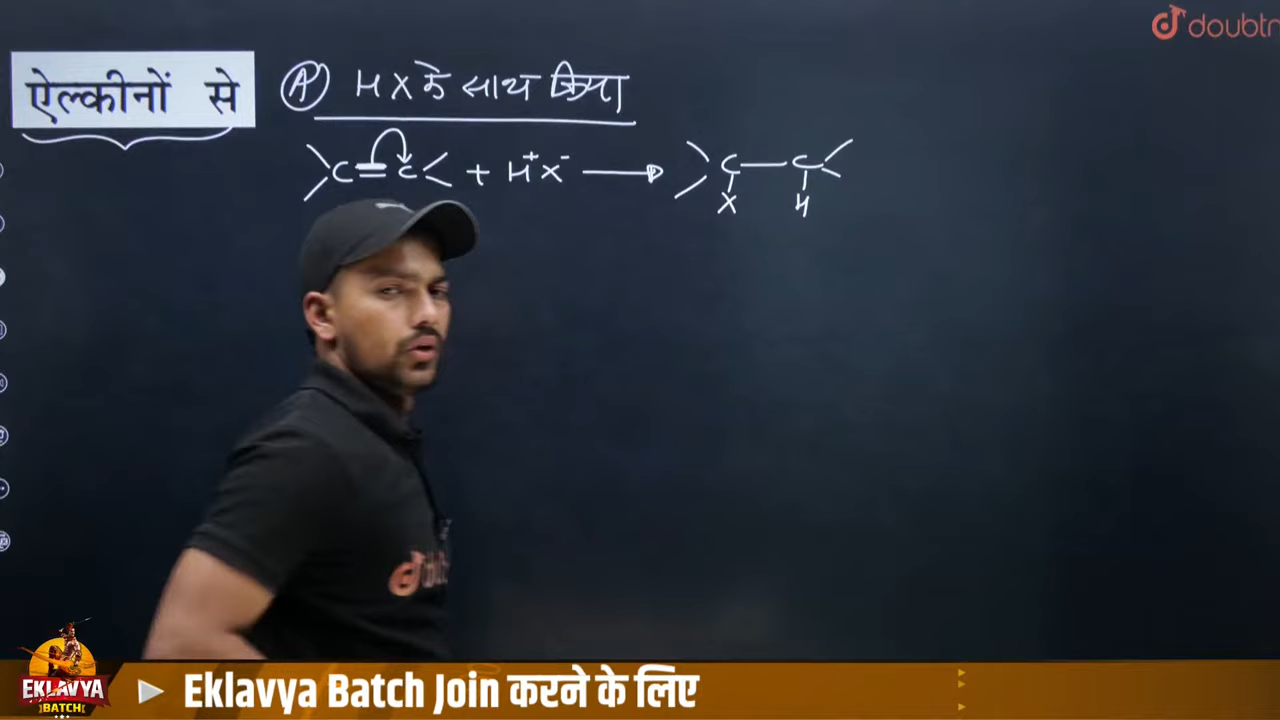 doubtn
ऐल्कीनों से (A) HX के साथ क्रिया
>C=C< + H⁺X⁻ → >C—C<
X H
EKLAVYA
BATCH
Eklavya Batch Join करने के लिए